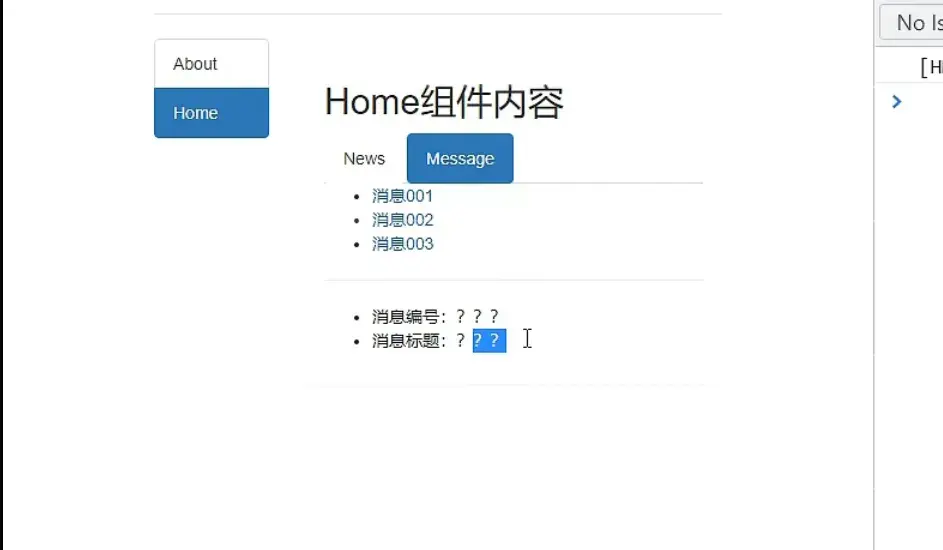 No Is
[H
About
Home
Home组件内容
News
Message
消息001
消息002
消息003
消息编号：？？？
消息标题：？？？